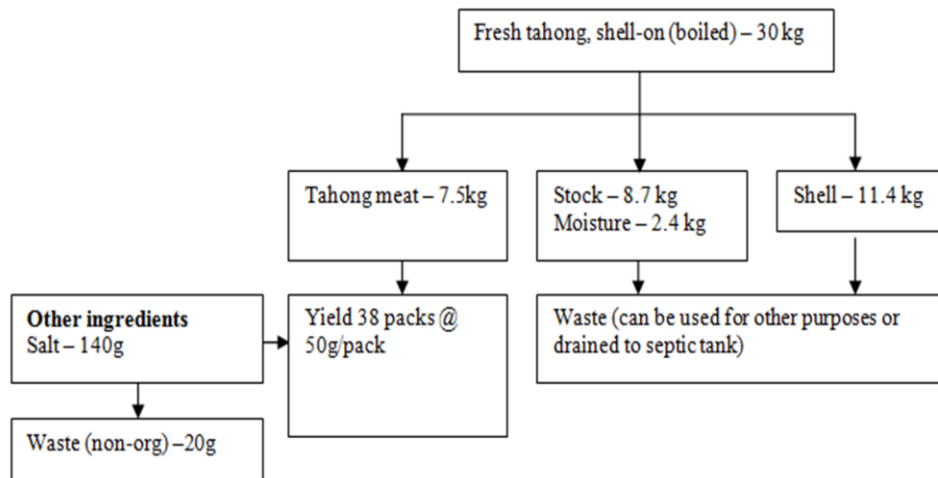 Fresh tahong, shell-on (boiled) – 30 kg
Tahong meat – 7.5kg
Stock – 8.7 kg
Moisture – 2.4 kg
Shell – 11.4 kg
Other ingredients
Salt – 140g
Yield 38 packs @
50g/pack
Waste (can be used for other purposes or
drained to septic tank)
Waste (non-org) –20g